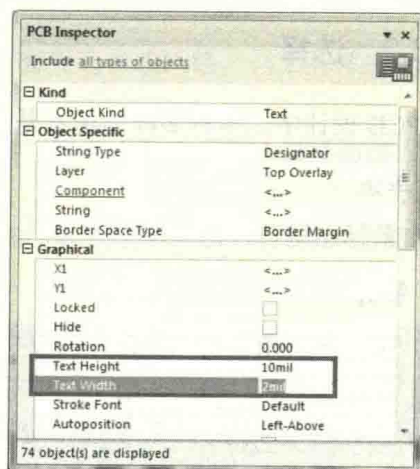 PCB Inspector
Include all types of objects
Kind
Object Kind Text
Object Specific
String Type Designator
Layer Top Overlay
Component <...>
String <...>
Border Space Type Border Margin
Graphical
X1 <...>
Y1 <...>
Locked
Hide
Rotation 0.000
Text Height 10mil
Text Width 2mil
Stroke Font Default
Autoposition Left-Above
74 object(s) are displayed